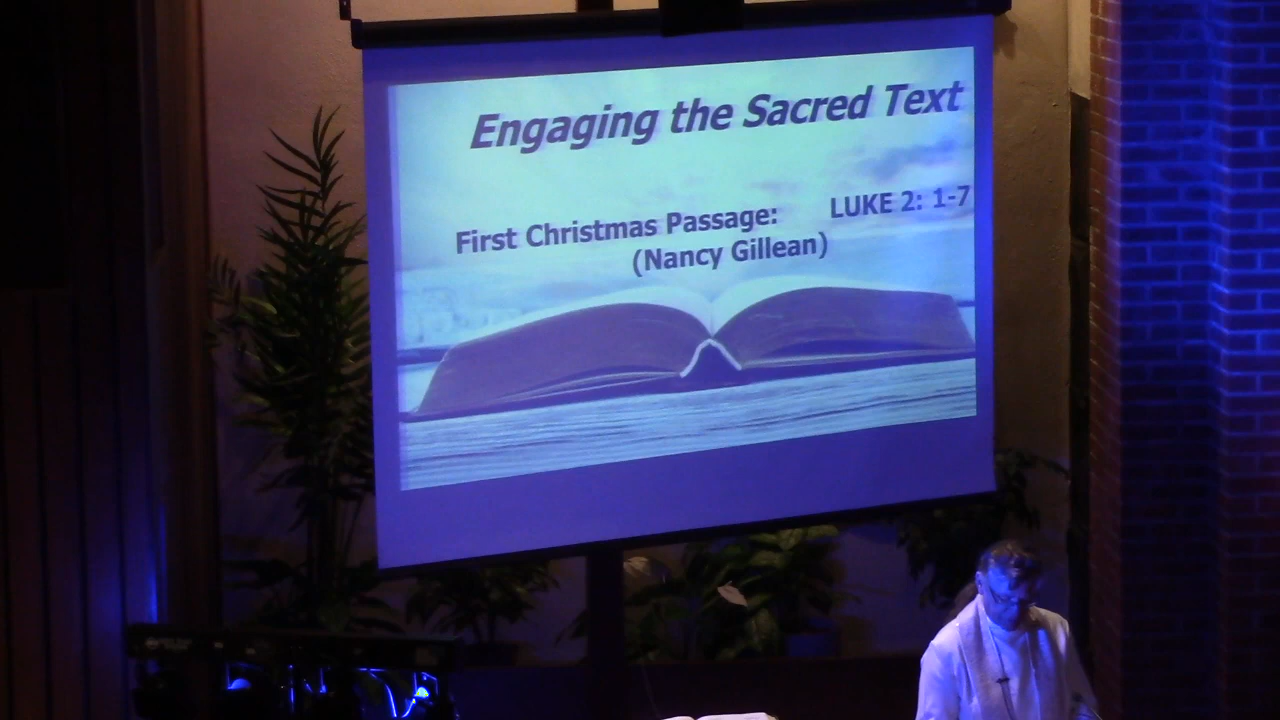 Engaging the Sacred Text
First Christmas Passage: LUKE 2: 1-7
(Nancy Gillean)